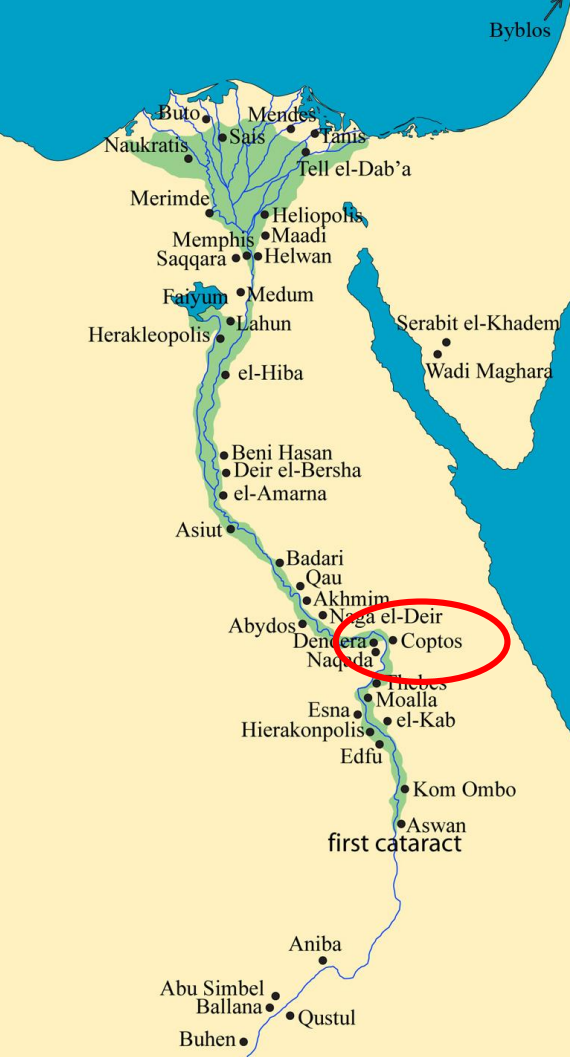 Byblos
Buto
Mendes
Sais
Tanis
Naukratis
Tell el-Dab’a
Merimde
Heliopolis
Memphis
Maadi
Saqqara
Helwan
Faiyum
Medum
Lahun
Serabit el-Khadem
Herakleopolis
Wadi Maghara
el-Hiba
Beni Hasan
Deir el-Bersha
el-Amarna
Asiut
Badari
Qau
Akhmim
Naga el-Deir
Abydos
Dendera
Coptos
Naqada
Thebes
Moalla
Esna
el-Kab
Hierakonpolis
Edfu
Kom Ombo
Aswan
first cataract
Aniba
Abu Simbel
Ballana
Qustul
Buhen